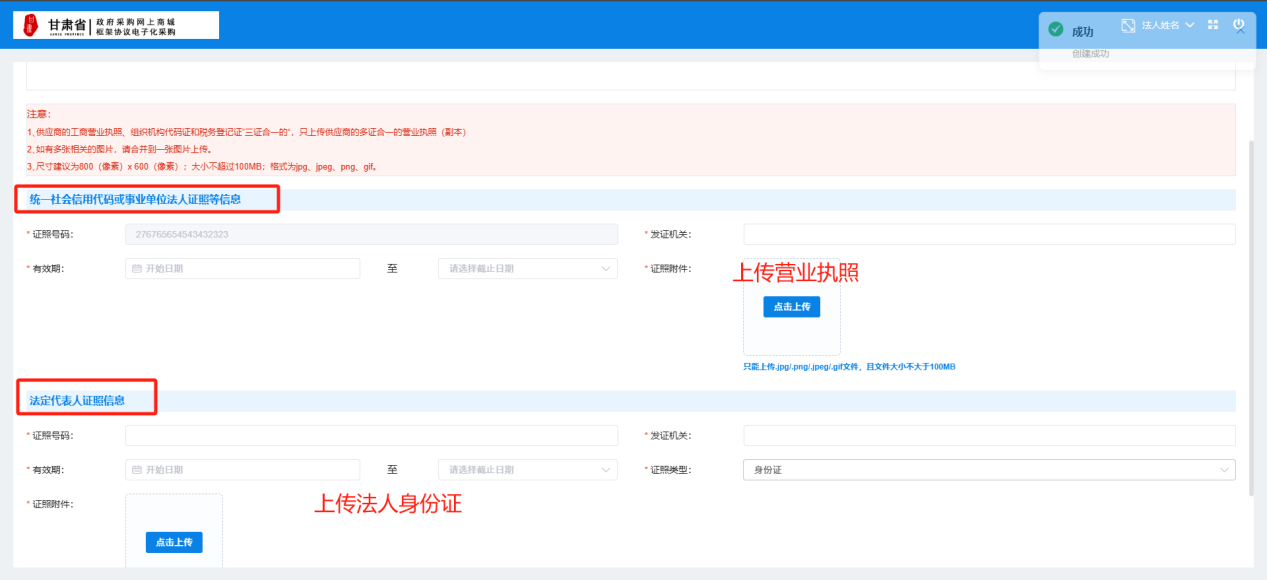 甘肃省 政府采购网上商城
GANSU PROVINCE 框架协议电子化采购
成功
法人姓名
创建成功
注意：
1、供应商的工商营业执照、组织机构代码证和税务登记证“三证合一的”，只上传供应商的多证合一的营业执照（副本）
2、如有多张相关的图片，请合并到一张图片上传。
3、尺寸建议为800（像素）x 600（像素）；大小不超过100MB；格式为jpg、jpeg、png、gif。
统一社会信用代码或事业单位法人证照等信息
* 证照号码： 276765654543432323 * 发证机关：
* 有效期： 开始日期 至 请选择截止日期 * 证照附件：
上传营业执照
点击上传
只能上传.jpg/.png/.jpeg/.gif文件，且文件大小不大于100MB
法定代表人证照信息
* 证照号码： * 发证机关：
* 有效期： 开始日期 至 请选择截止日期 * 证照类型： 身份证
* 证照附件： 上传法人身份证
点击上传